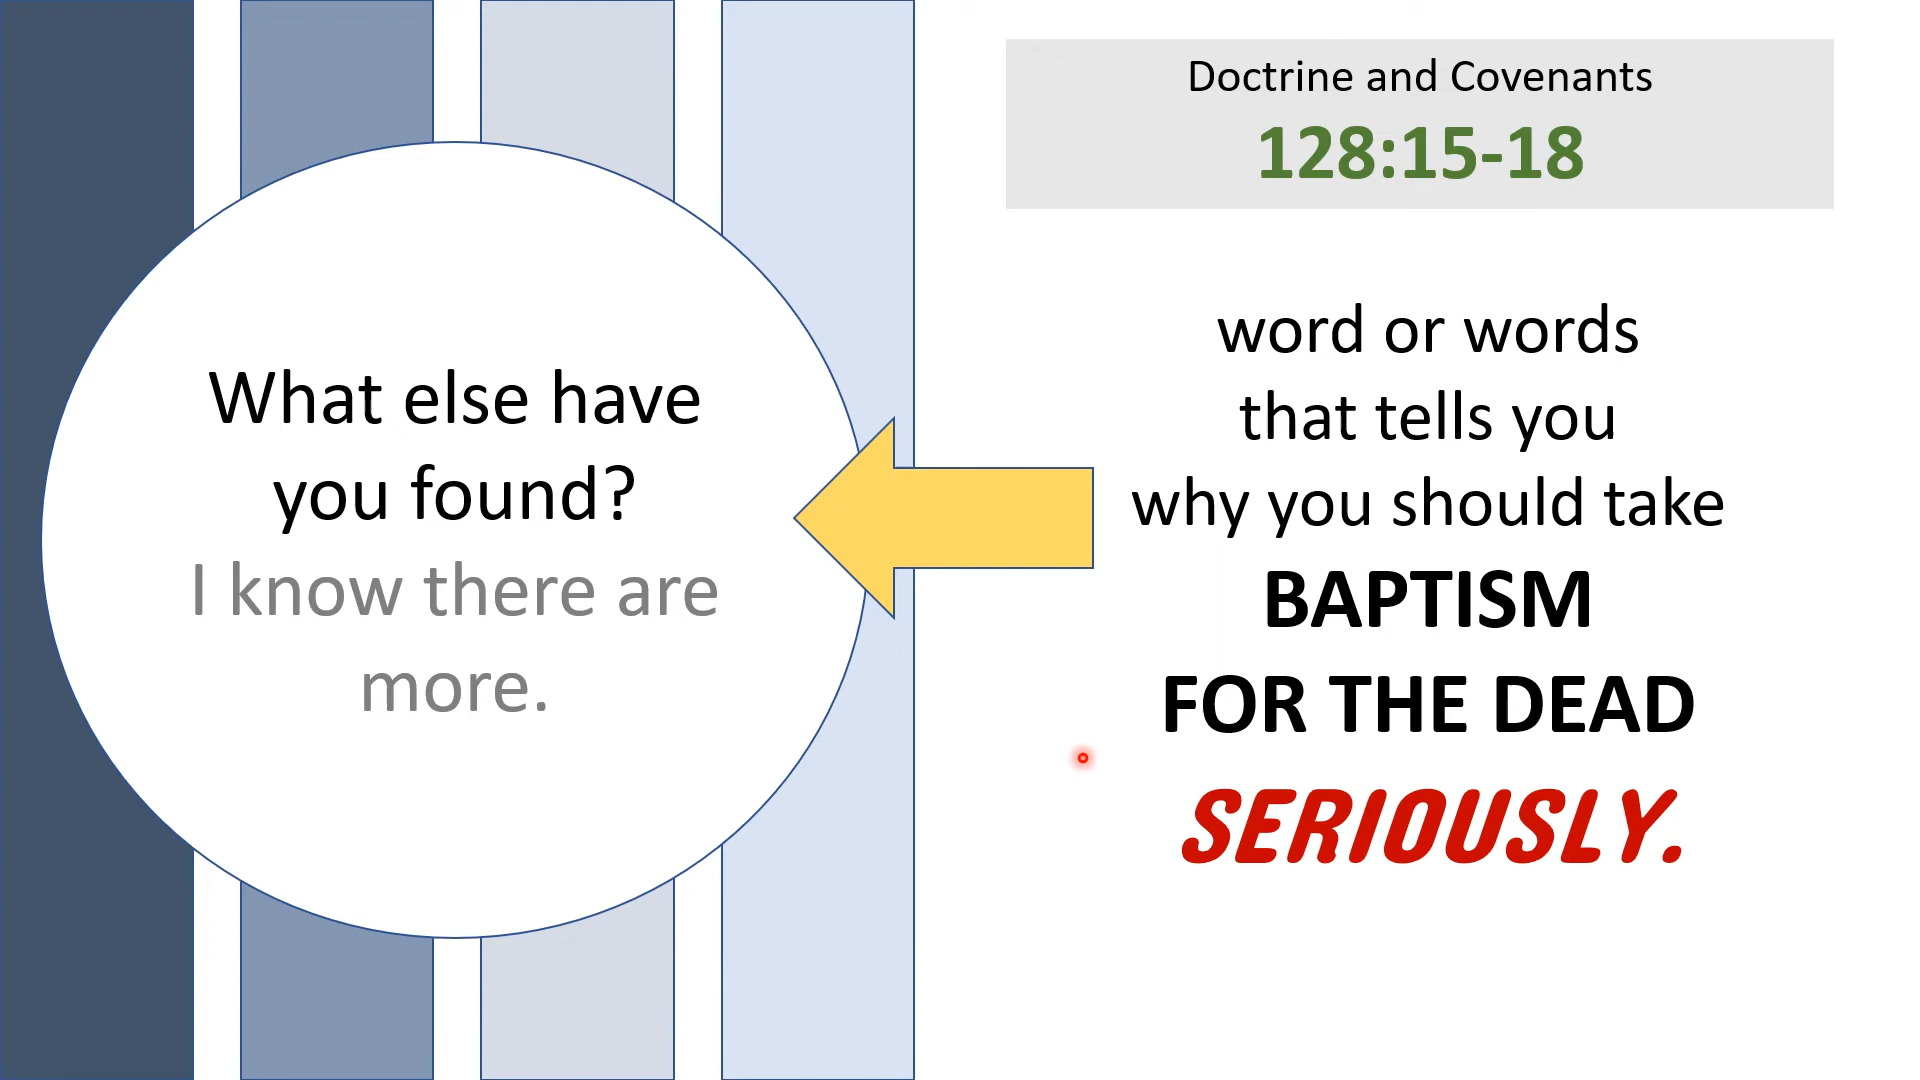 What else have
you found?
I know there are
more.
Doctrine and Covenants
128:15-18
word or words
that tells you
why you should take
BAPTISM
FOR THE DEAD
SERIOUSLY.